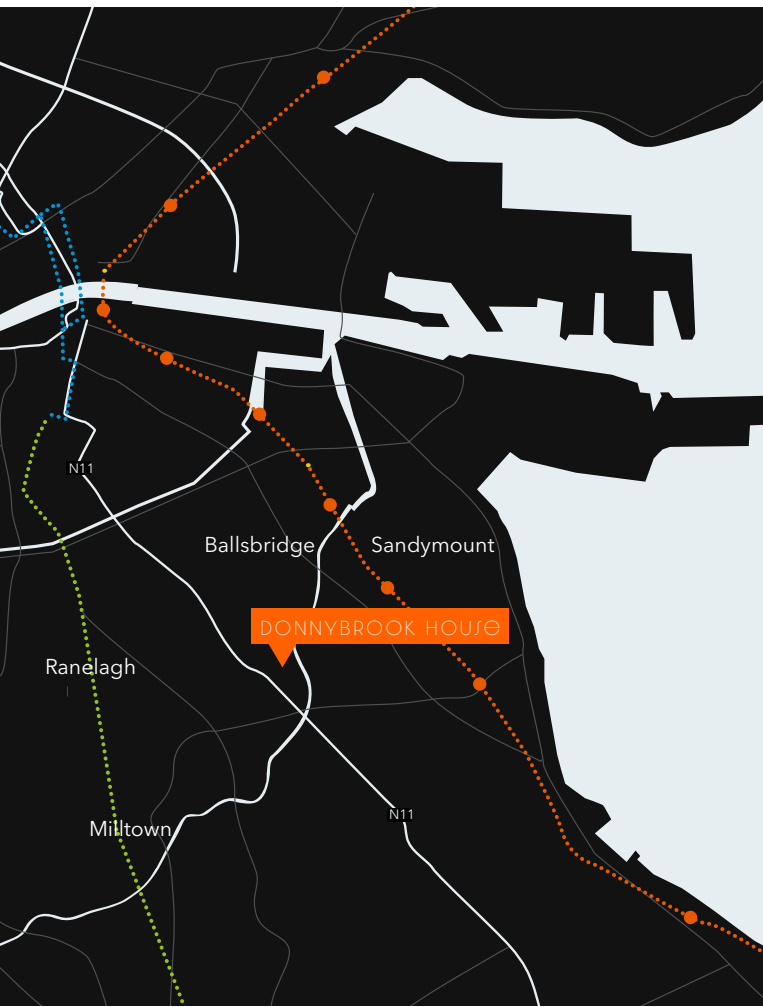 N11
Ballsbridge
Sandymount
DONNYBROOK HOUSE
Ranelagh
N11
Milltown